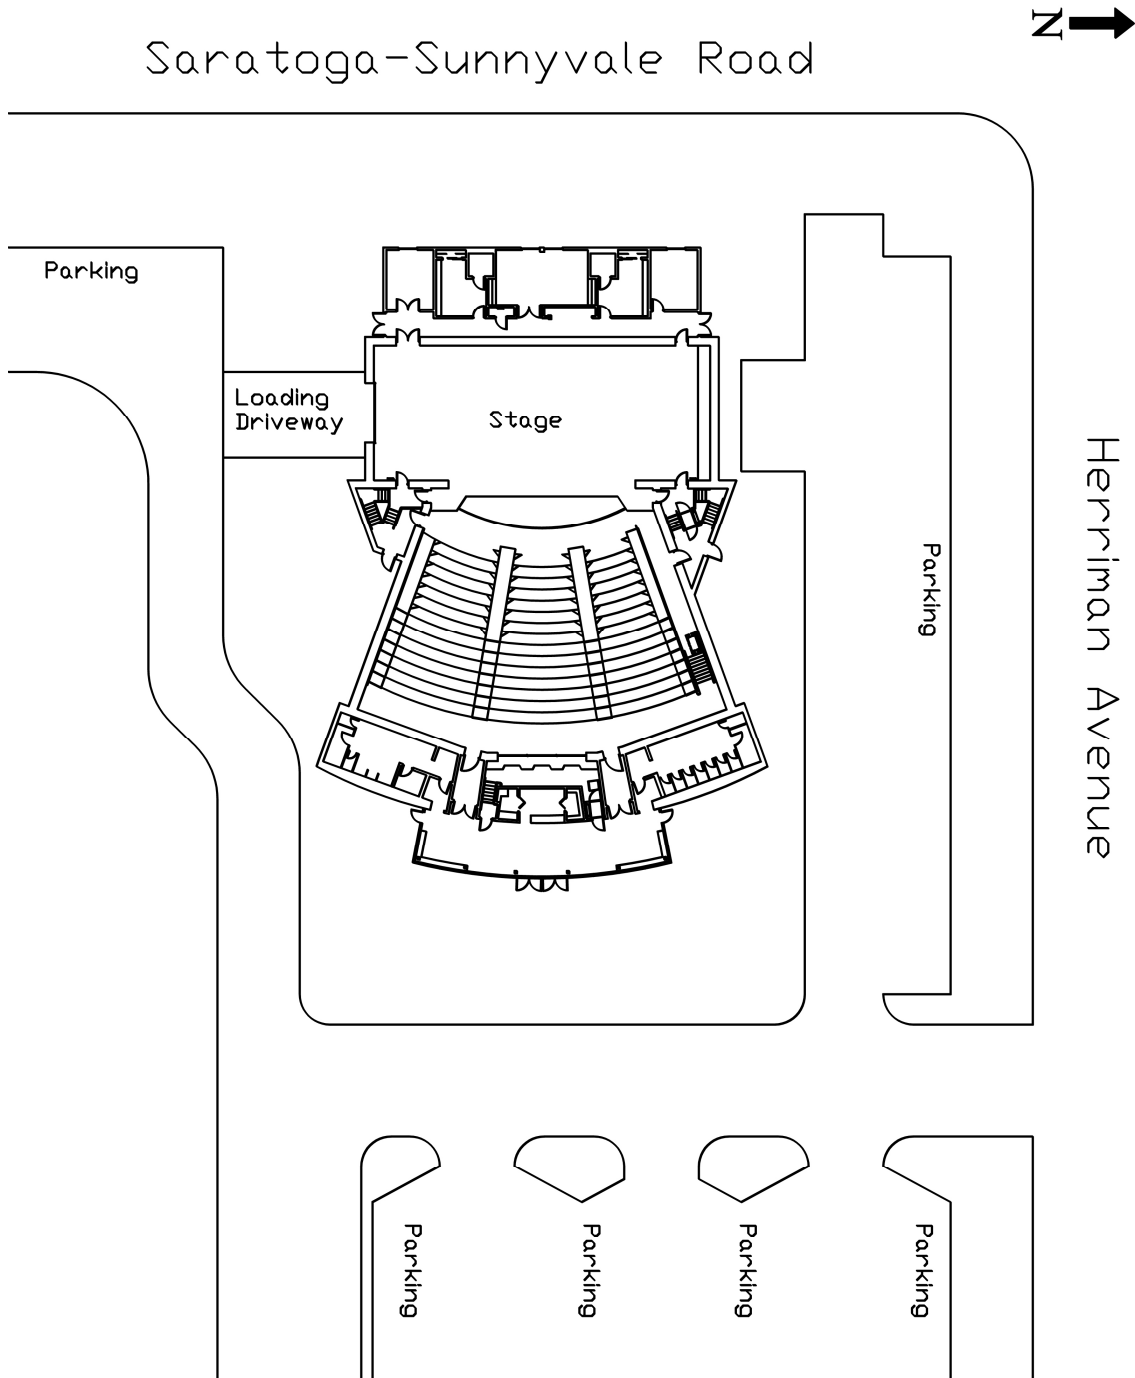 N
Saratoga-Sunnyvale Road
Parking
Loading
Driveway
Stage
Herriman Avenue
Parking
Parking
Parking
Parking
Parking